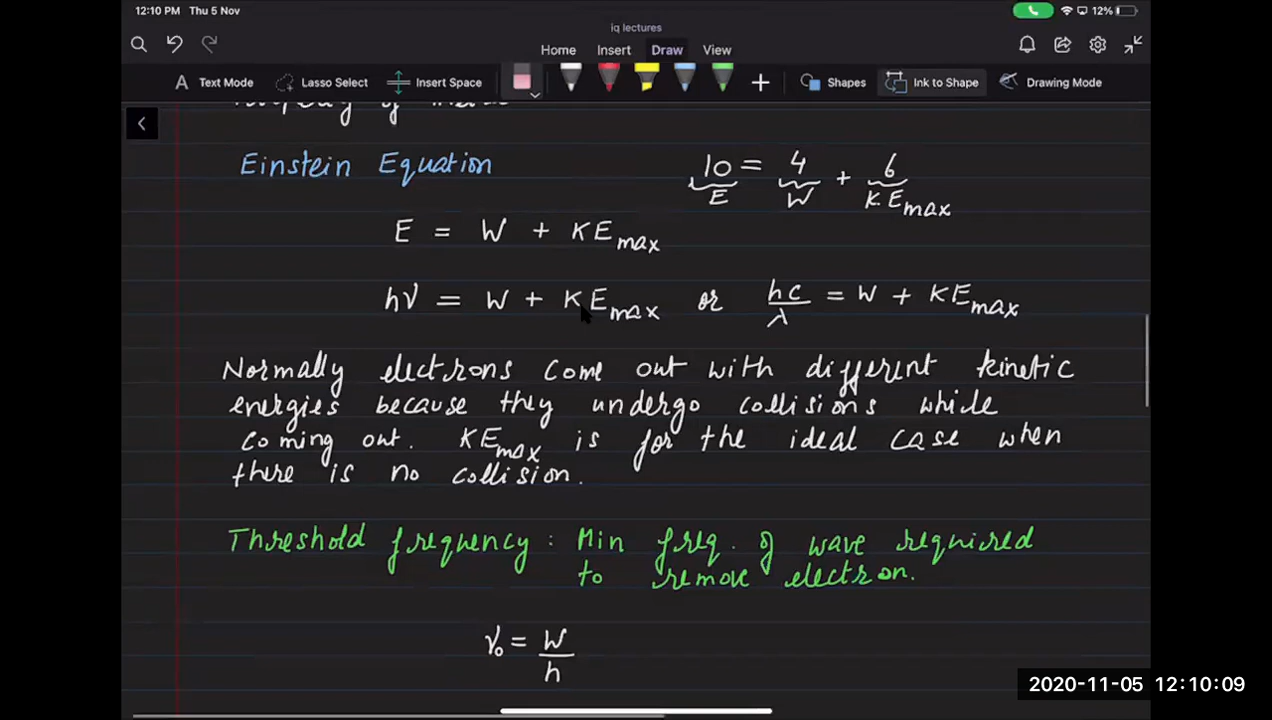 12:10 PM Thu 5 Nov
12%
iq lectures
Home Insert Draw View
Text Mode Lasso Select Insert Space Shapes Ink to Shape Drawing Mode
of
Einstein Equation
10 = 4 + 6
E W KEmax
E = W + KEmax
hν = W + KEmax or hc/λ = W + KEmax
Normally electrons come out with different kinetic
energies because they undergo collisions while
coming out. KEmax is for the ideal case when
there is no collision.
Threshold frequency : Min freq. of wave required
to remove electron.
ν₀ = W/h
2020-11-05 12:10:09